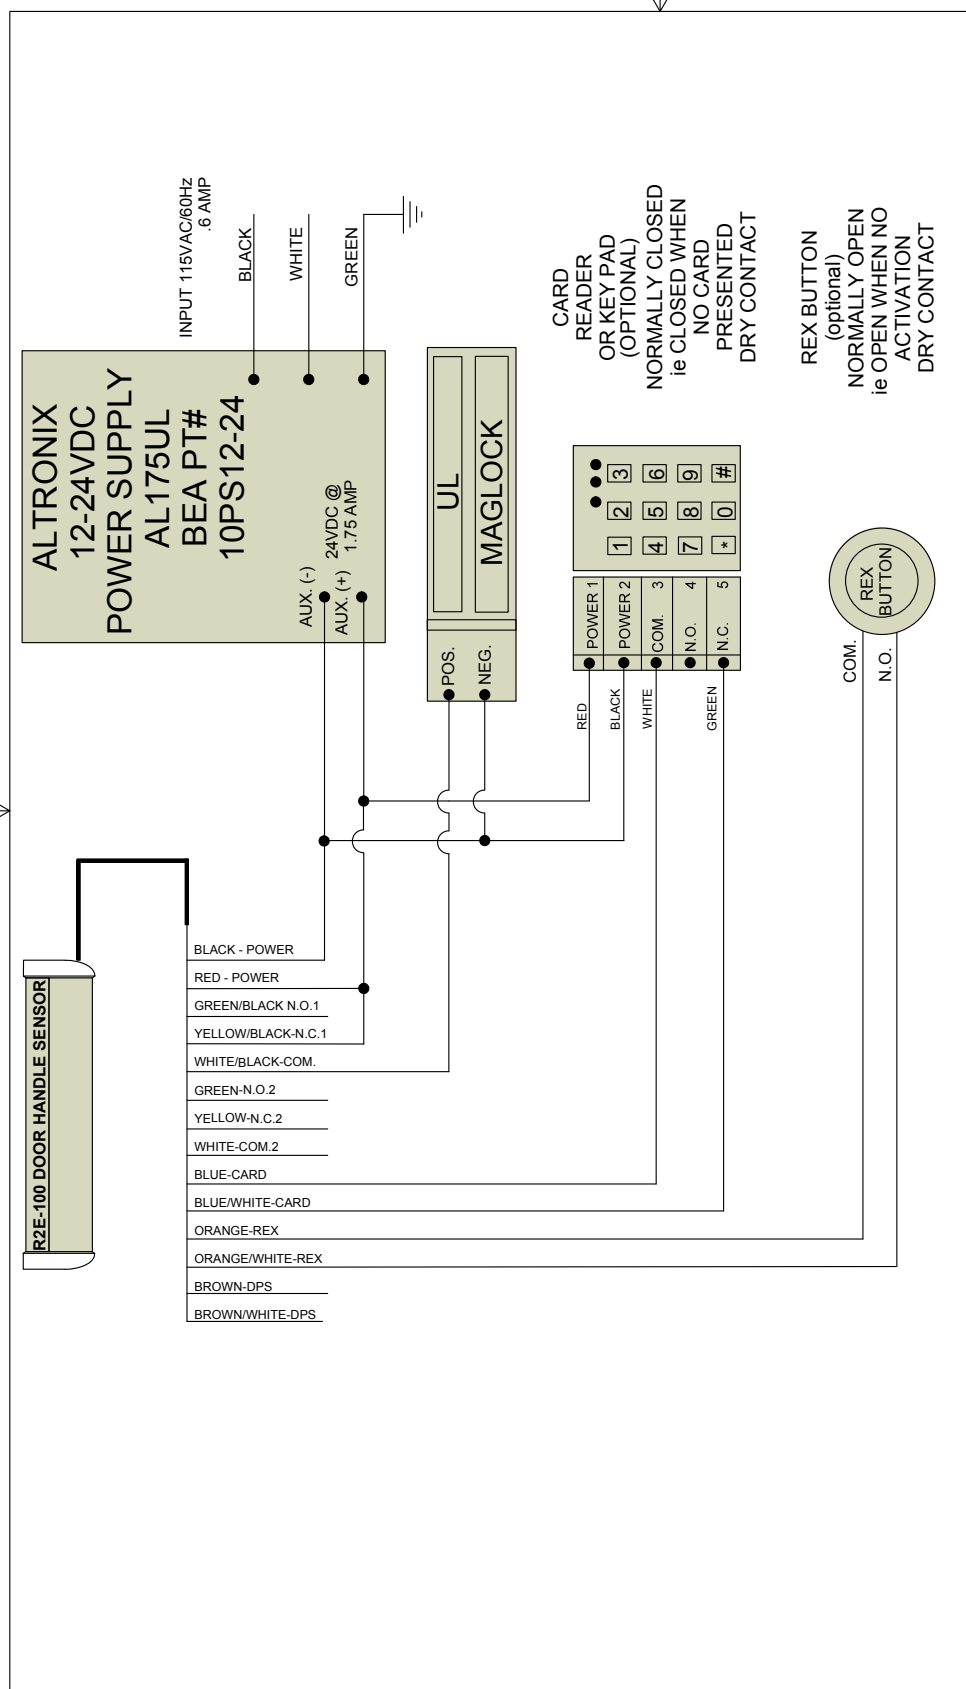 ALTRONIX
12-24VDC
POWER SUPPLY
AL175UL
BEA PT#
10PS12-24
INPUT 115VAC/60Hz
.6 AMP
BLACK
WHITE
GREEN
AUX. (-)
AUX. (+)
24VDC @
1.75 AMP
UL
MAGLOCK
POS.
NEG.
CARD
READER
OR KEY PAD
(OPTIONAL)
NORMALLY CLOSED
ie CLOSED WHEN
NO CARD
PRESENTED
DRY CONTACT
1 2 3
4 5 6
7 8 9
* 0 #
POWER 1
POWER 2
COM. 3
N.O. 4
N.C. 5
RED
BLACK
WHITE
GREEN
REX BUTTON
(optional)
NORMALLY OPEN
ie OPEN WHEN NO
ACTIVATION
DRY CONTACT
REX
BUTTON
COM.
N.O.
R2E-100 DOOR HANDLE SENSOR
BLACK - POWER
RED - POWER
GREEN/BLACK N.O.1
YELLOW/BLACK-N.C.1
WHITE/BLACK-COM.
GREEN-N.O.2
YELLOW-N.C.2
WHITE-COM.2
BLUE-CARD
BLUE/WHITE-CARD
ORANGE-REX
ORANGE/WHITE-REX
BROWN-DPS
BROWN/WHITE-DPS